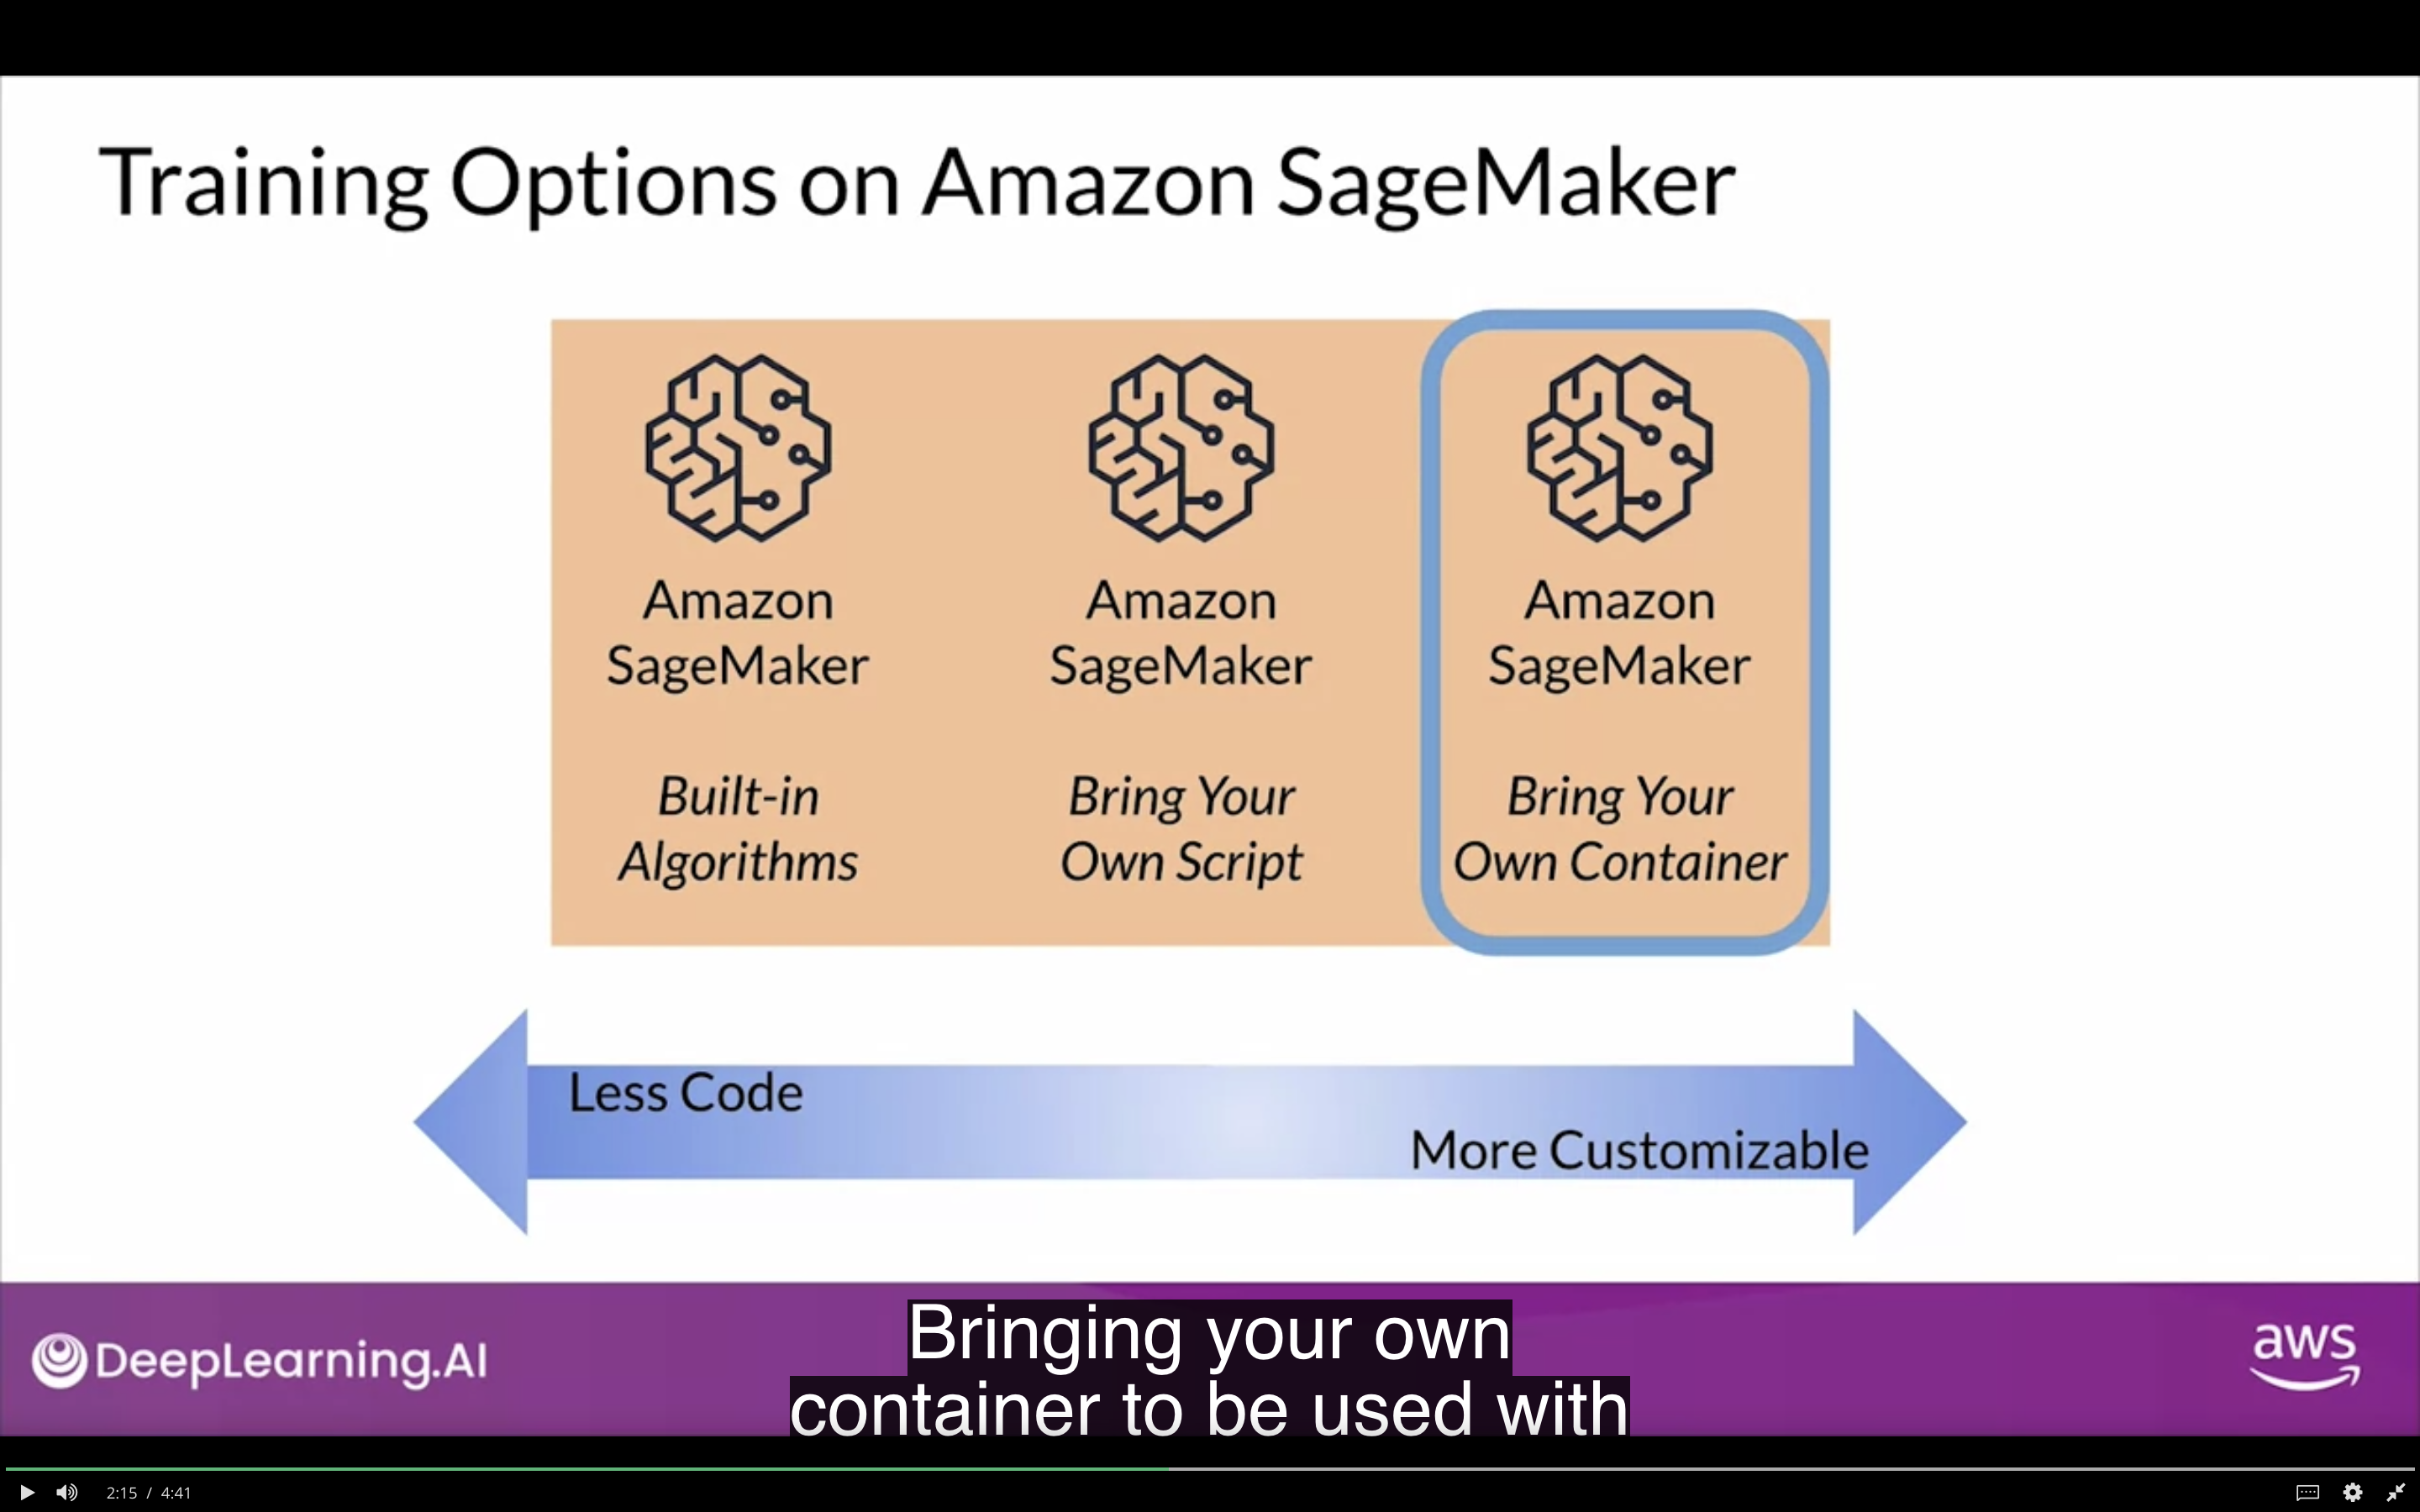 Training Options on Amazon SageMaker
Amazon
SageMaker
Built-in
Algorithms
Amazon
SageMaker
Bring Your
Own Script
Amazon
SageMaker
Bring Your
Own Container
Less Code
More Customizable
DeepLearning.AI
Bringing your own
container to be used with
aws
2:15 / 4:41